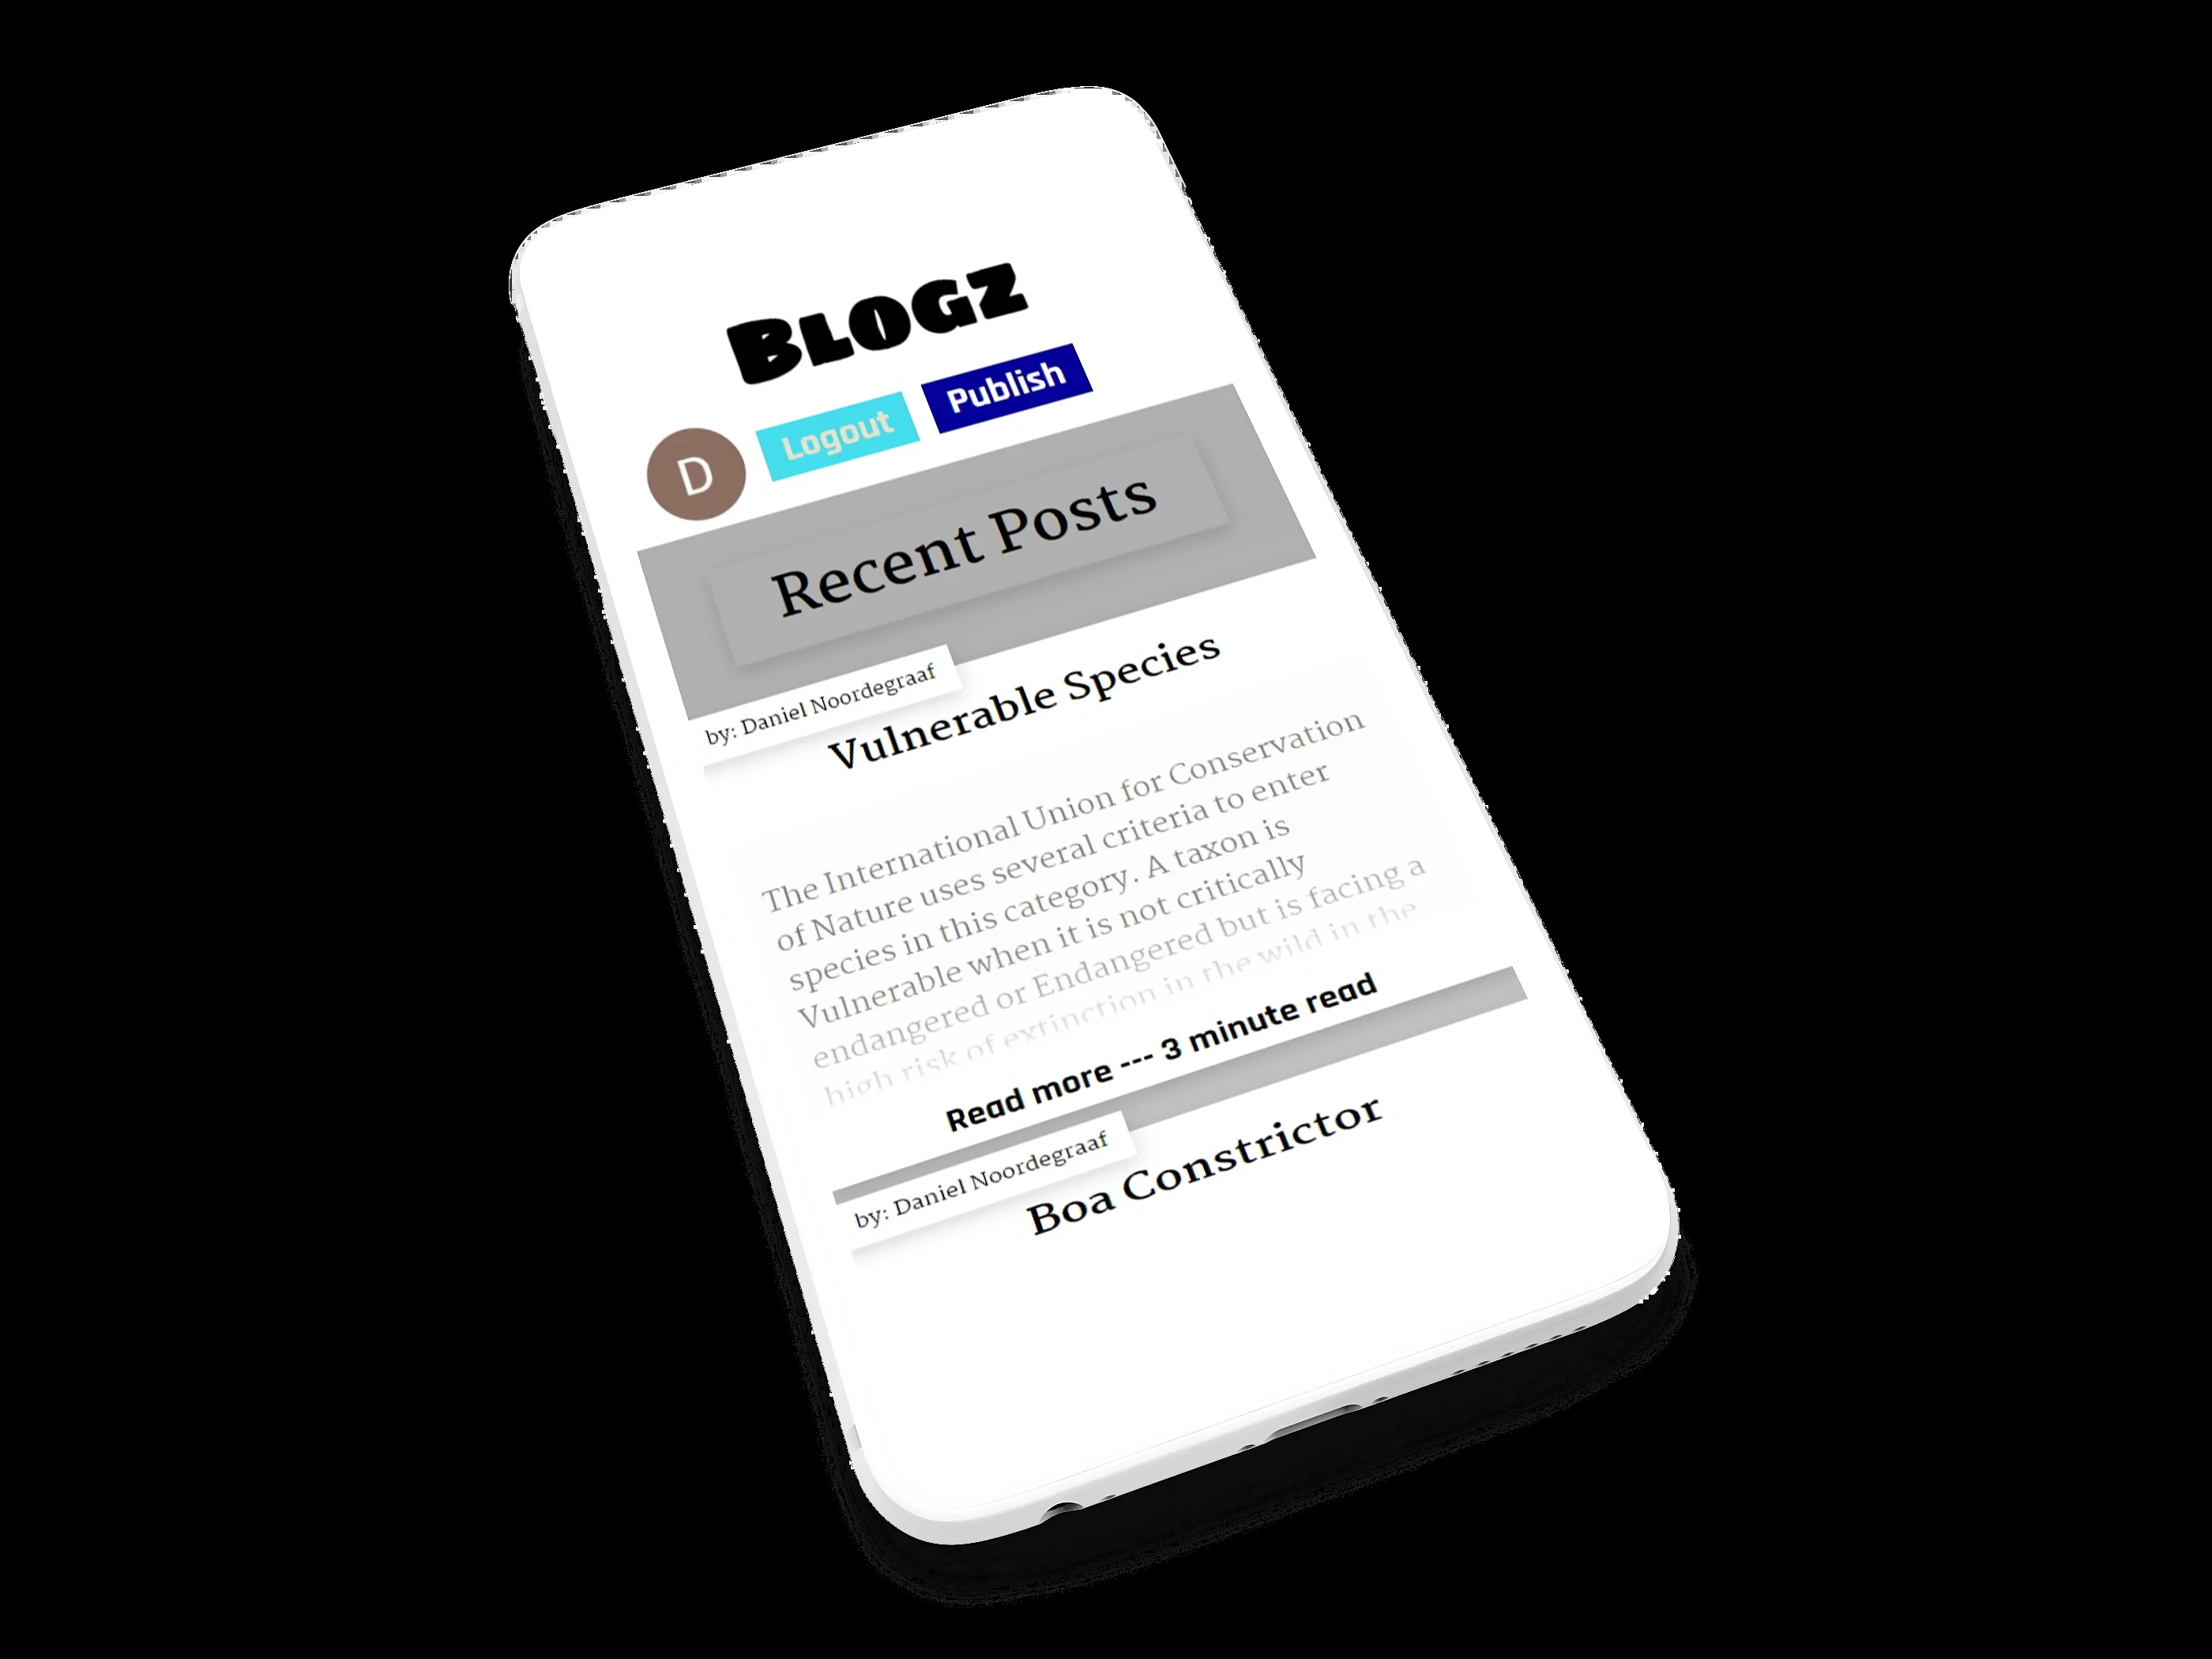 BLOGZ
D
Logout
Publish
Recent Posts
by: Daniel Noordegraaf
Vulnerable Species
The International Union for Conservation
of Nature uses several criteria to enter
species in this category. A taxon is
Vulnerable when it is not critically
endangered or Endangered but is facing a
high risk of extinction in the wild in the
Read more --- 3 minute read
by: Daniel Noordegraaf
Boa Constrictor